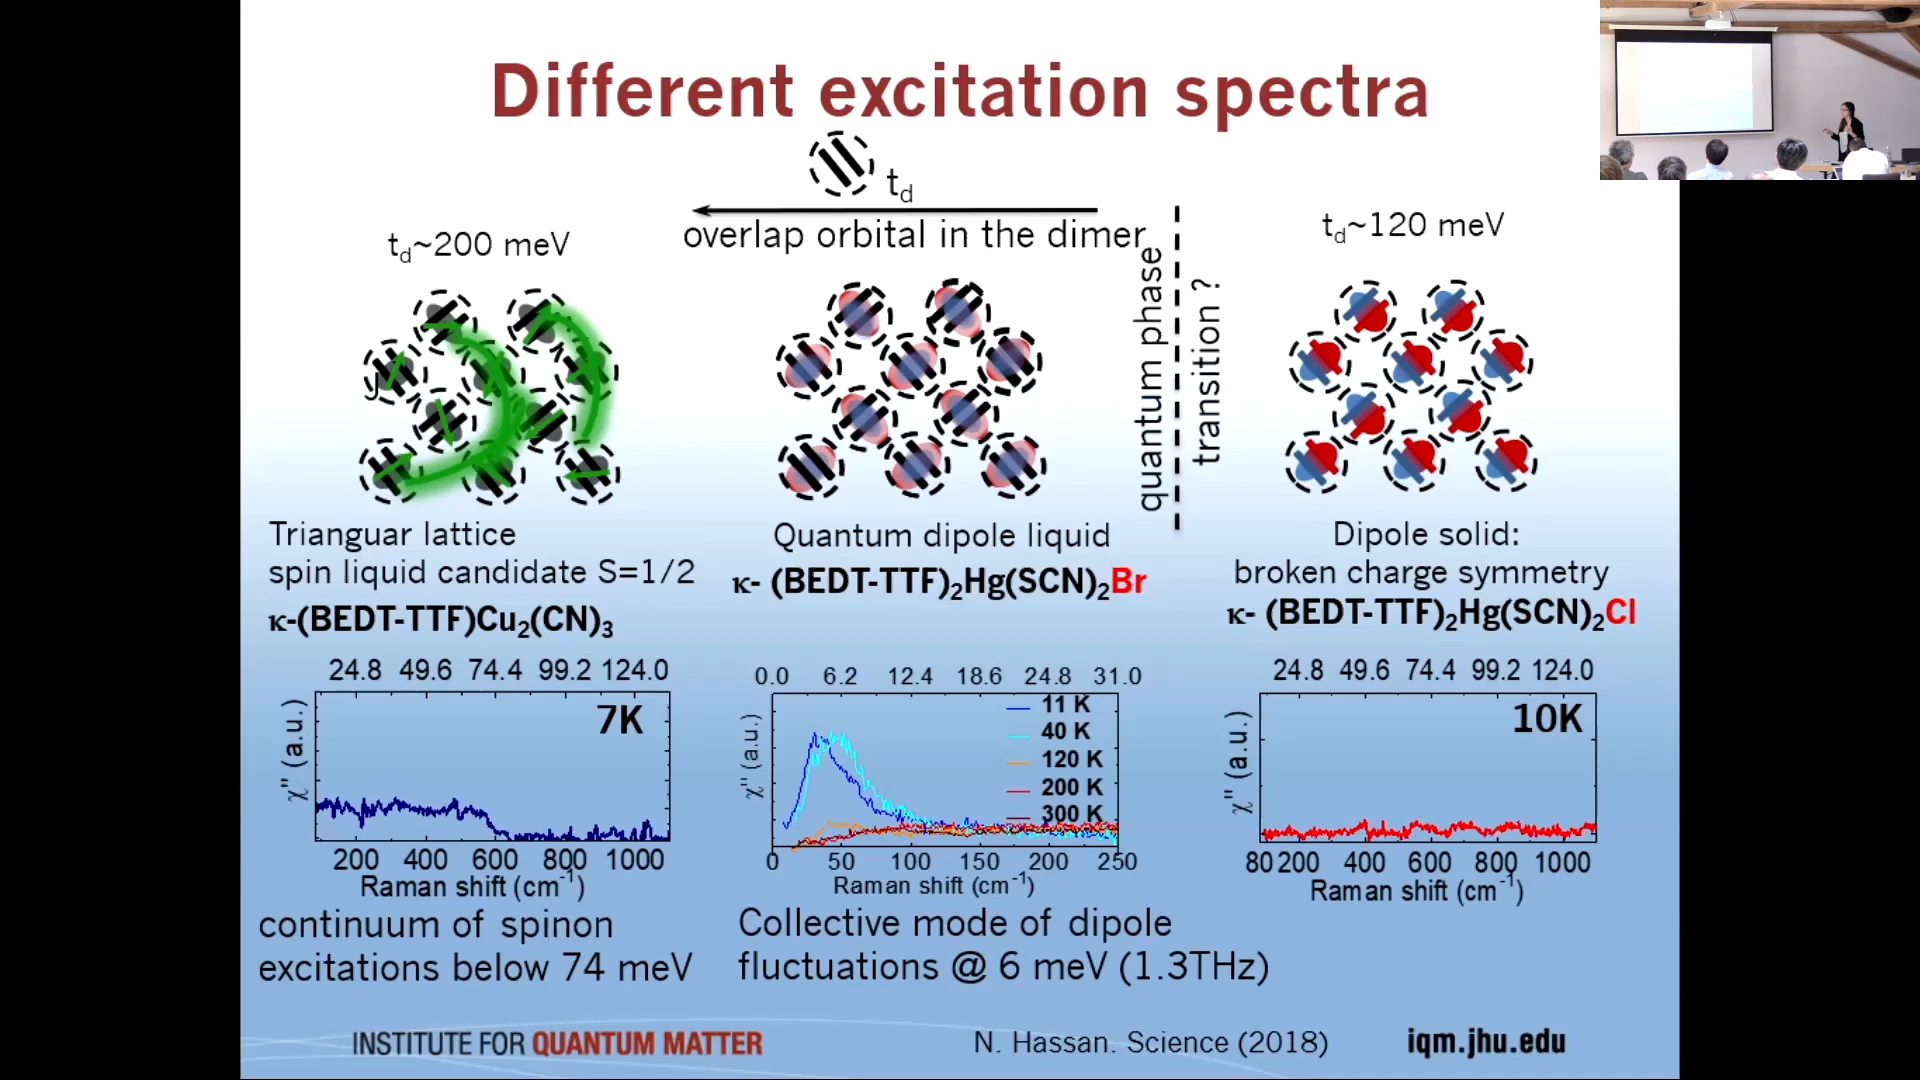 Different excitation spectra
t_d
overlap orbital in the dimer
t_d~200 meV
J
quantum phase
transition ?
t_d~120 meV
Trianguar lattice
spin liquid candidate S=1/2
κ-(BEDT-TTF)Cu₂(CN)₃
Quantum dipole liquid
κ- (BEDT-TTF)₂Hg(SCN)₂Br
Dipole solid:
broken charge symmetry
κ- (BEDT-TTF)₂Hg(SCN)₂Cl
24.8 49.6 74.4 99.2 124.0
7K
χ'' (a.u.)
200 400 600 800 1000
Raman shift (cm⁻¹)
continuum of spinon
excitations below 74 meV
0.0 6.2 12.4 18.6 24.8 31.0
11 K
40 K
120 K
200 K
300 K
χ'' (a.u.)
0 50 100 150 200 250
Raman shift (cm⁻¹)
Collective mode of dipole
fluctuations @ 6 meV (1.3THz)
24.8 49.6 74.4 99.2 124.0
10K
χ'' (a.u.)
80 200 400 600 800 1000
Raman shift (cm⁻¹)
INSTITUTE FOR QUANTUM MATTER
N. Hassan. Science (2018)
iqm.jhu.edu